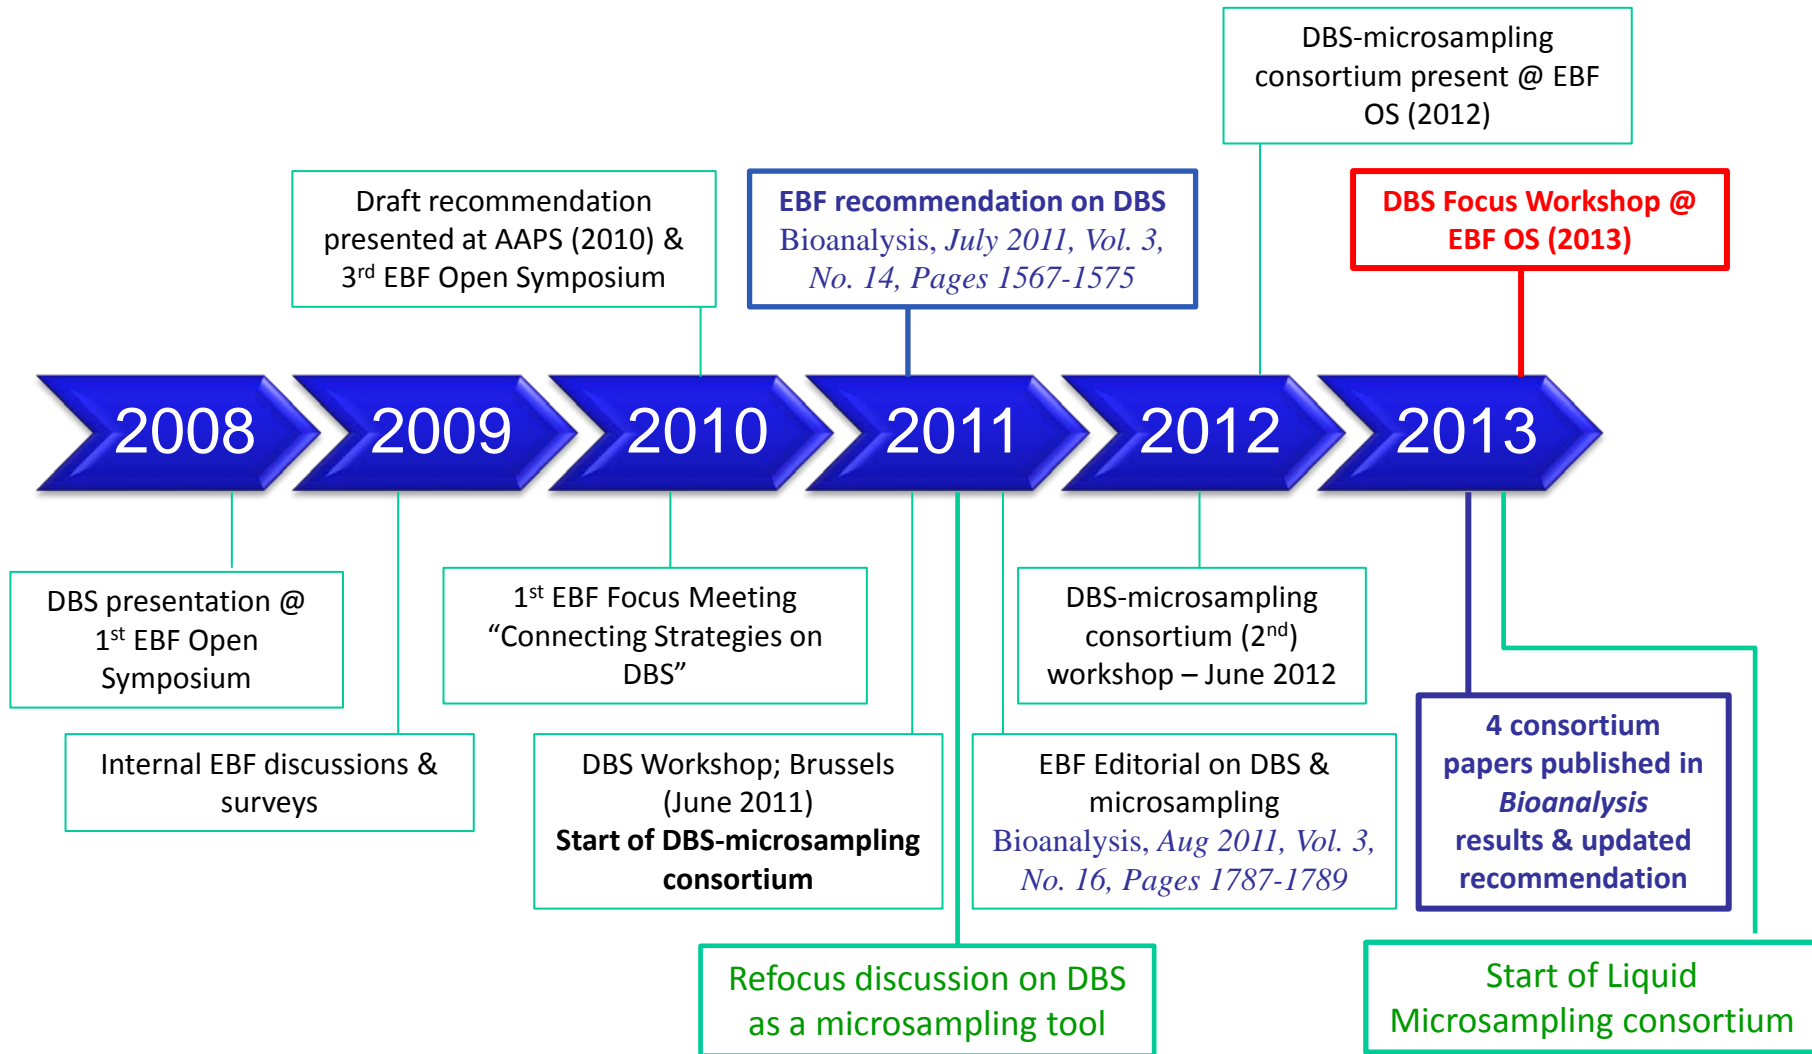 DBS-microsampling
consortium present @ EBF
OS (2012)
Draft recommendation
presented at AAPS (2010) &
3rd EBF Open Symposium
EBF recommendation on DBS
Bioanalysis, July 2011, Vol. 3,
No. 14, Pages 1567-1575
DBS Focus Workshop @
EBF OS (2013)
2008
2009
2010
2011
2012
2013
DBS presentation @
1st EBF Open
Symposium
1st EBF Focus Meeting
“Connecting Strategies on
DBS”
DBS-microsampling
consortium (2nd)
workshop – June 2012
Internal EBF discussions &
surveys
DBS Workshop; Brussels
(June 2011)
Start of DBS-microsampling
consortium
EBF Editorial on DBS &
microsampling
Bioanalysis, Aug 2011, Vol. 3,
No. 16, Pages 1787-1789
4 consortium
papers published in
Bioanalysis
results & updated
recommendation
Refocus discussion on DBS
as a microsampling tool
Start of Liquid
Microsampling consortium